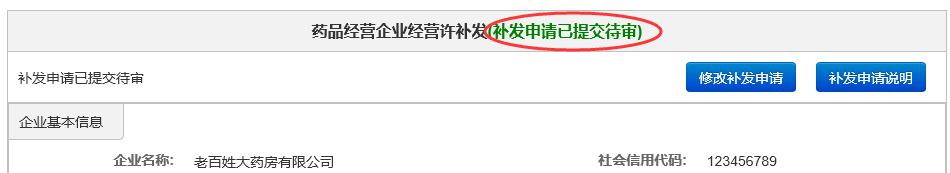 药品经营企业经营许补发(补发申请已提交待审)
补发申请已提交待审 修改补发申请 补发申请说明
企业基本信息
企业名称: 老百姓大药房有限公司 社会信用代码: 123456789